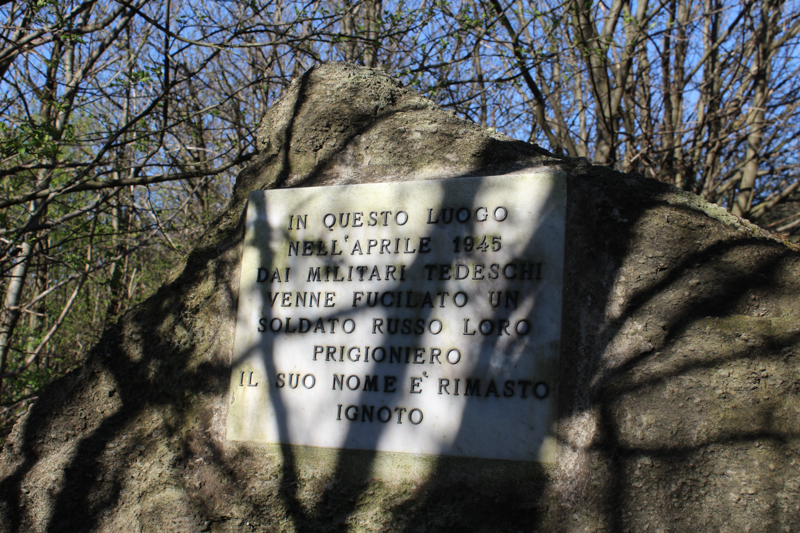 IN QUESTO LUOGO
NELL'APRILE 1945
DAI MILITARI TEDESCHI
VENNE FUCILATO UN
SOLDATO RUSSO LORO
PRIGIONIERO
IL SUO NOME E' RIMASTO
IGNOTO